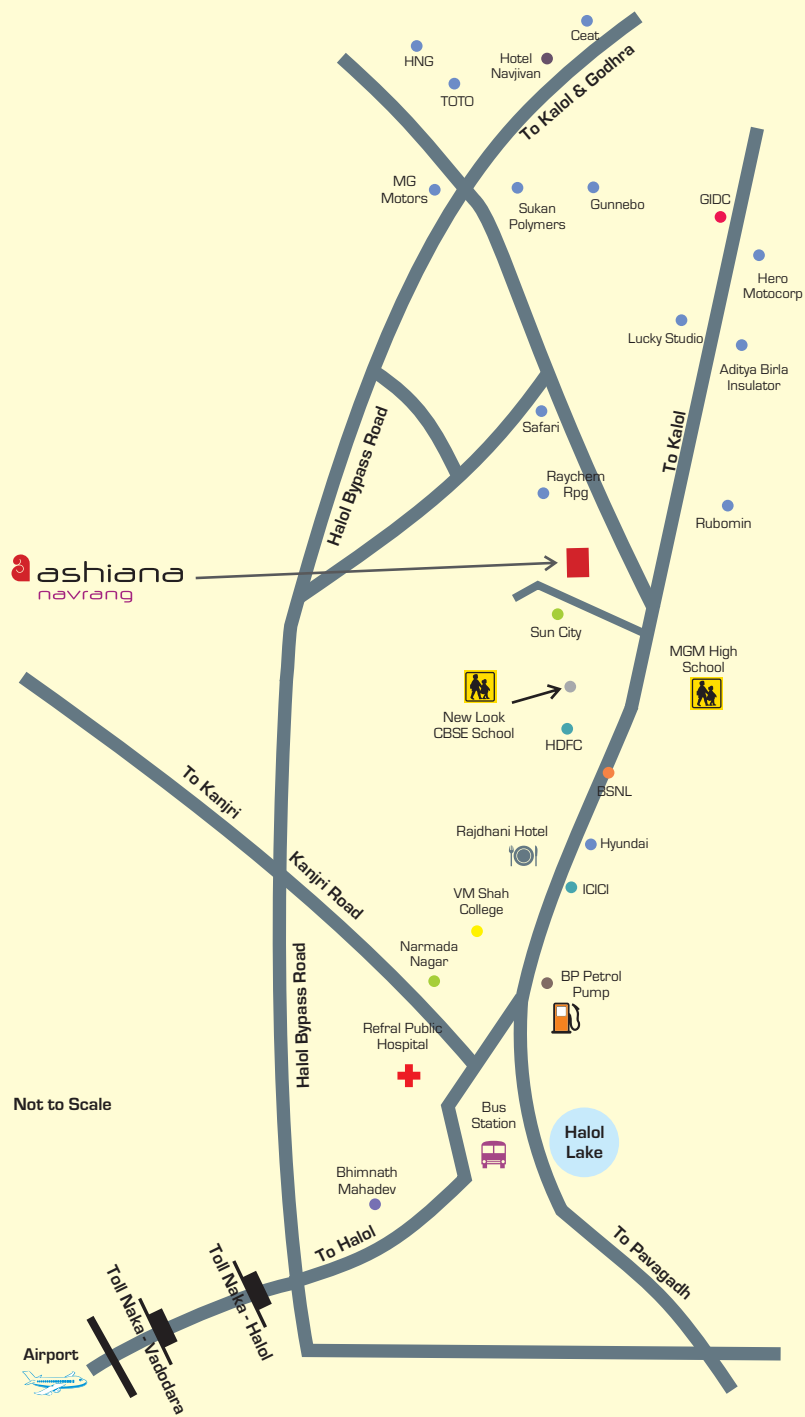 Ceat
HNG
Hotel
Navjivan
TOTO
To Kalol & Godhra
MG
Motors
Sukan
Polymers
Gunnebo
GIDC
Hero
Motocorp
Lucky Studio
Aditya Birla
Insulator
Halol Bypass Road
Safari
To Kalol
Raychem
Rpg
Rubomin
ashiana
navrang
Sun City
MGM High
School
New Look
CBSE School
HDFC
To Kanjri
BSNL
Rajdhani Hotel
Hyundai
Kanjri Road
VM Shah
College
ICICI
Narmada
Nagar
BP Petrol
Pump
Halol Bypass Road
Refral Public
Hospital
Not to Scale
Bus
Station
Halol
Lake
Bhimnath
Mahadev
To Halol
To Pavagadh
Toll Naka - Halol
Toll Naka - Vadodara
Airport